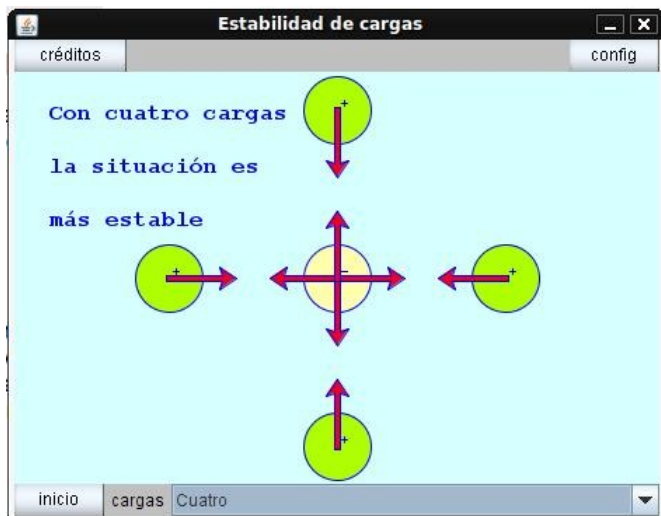 Estabilidad de cargas
créditos
config
Con cuatro cargas
la situación es
más estable
+
+
-
+
+
inicio
cargas
Cuatro